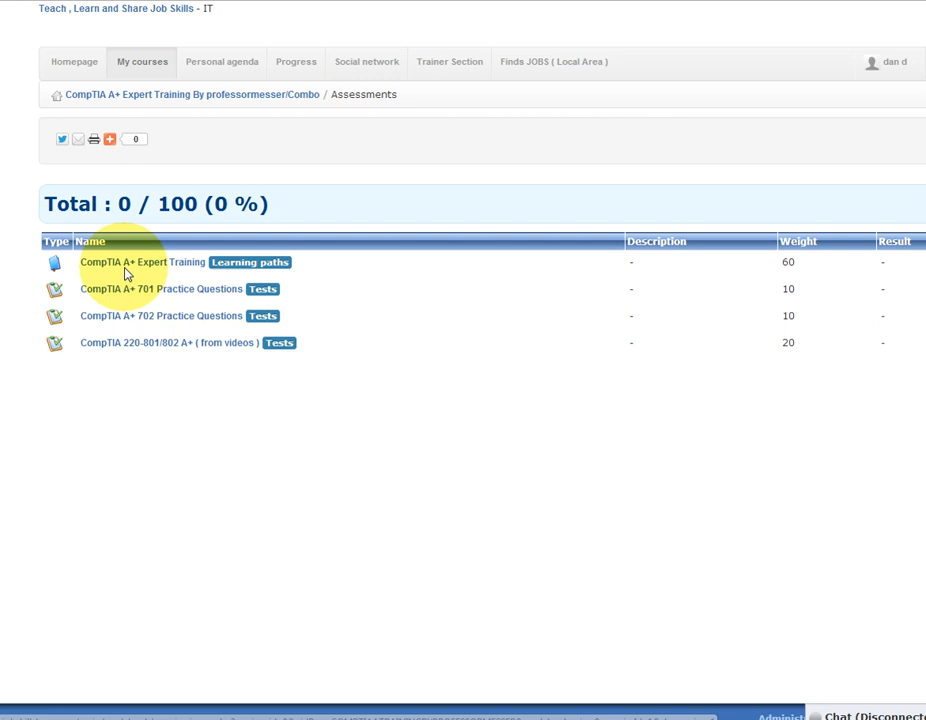 Teach , Learn and Share Job Skills - IT
Homepage My courses Personal agenda Progress Social network Trainer Section Finds JOBS ( Local Area ) dan d
CompTIA A+ Expert Training By professormesser/Combo / Assessments
0
Total : 0 / 100 (0 %)
Type Name Description Weight Result
CompTIA A+ Expert Training Learning paths - 60 -
CompTIA A+ 701 Practice Questions Tests - 10 -
CompTIA A+ 702 Practice Questions Tests - 10 -
CompTIA 220-801/802 A+ ( from videos ) Tests - 20 -
Chat (Disconnect